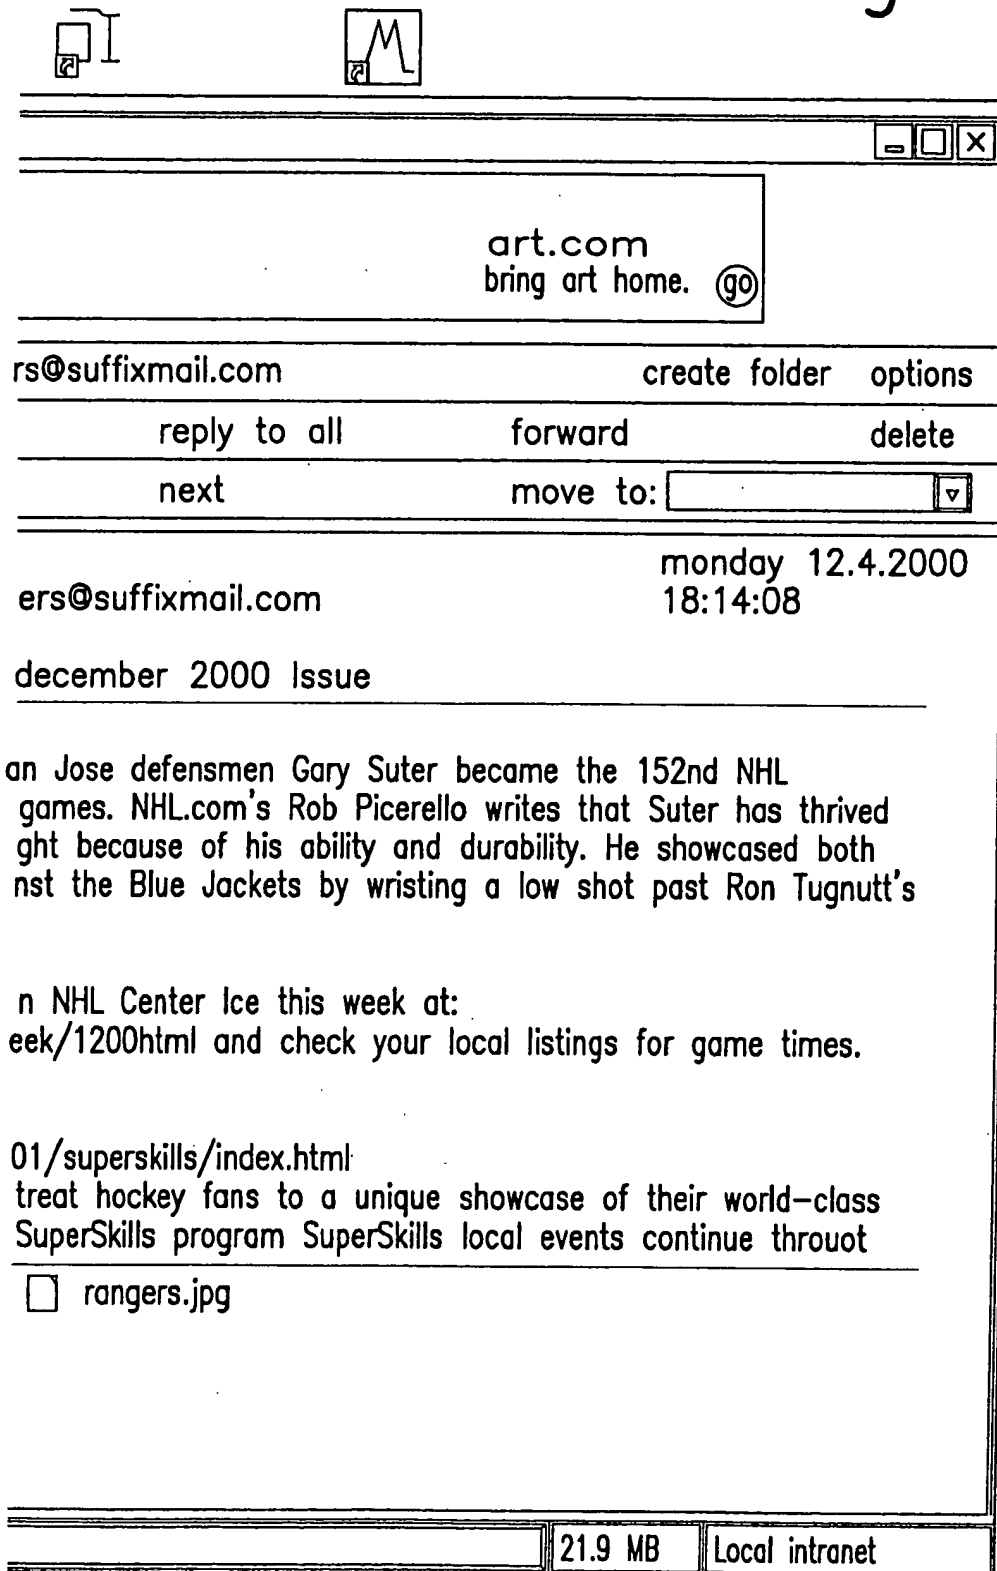 art.com
bring art home. go
rs@suffixmail.com create folder options
reply to all forward delete
next move to:
monday 12.4.2000
ers@suffixmail.com 18:14:08
december 2000 Issue
an Jose defensmen Gary Suter became the 152nd NHL
games. NHL.com's Rob Picerello writes that Suter has thrived
ght because of his ability and durability. He showcased both
nst the Blue Jackets by wristing a low shot past Ron Tugnutt's
n NHL Center Ice this week at:
eek/1200html and check your local listings for game times.
01/superskills/index.html
treat hockey fans to a unique showcase of their world-class
SuperSkills program SuperSkills local events continue throuot
rangers.jpg
21.9 MB Local intranet